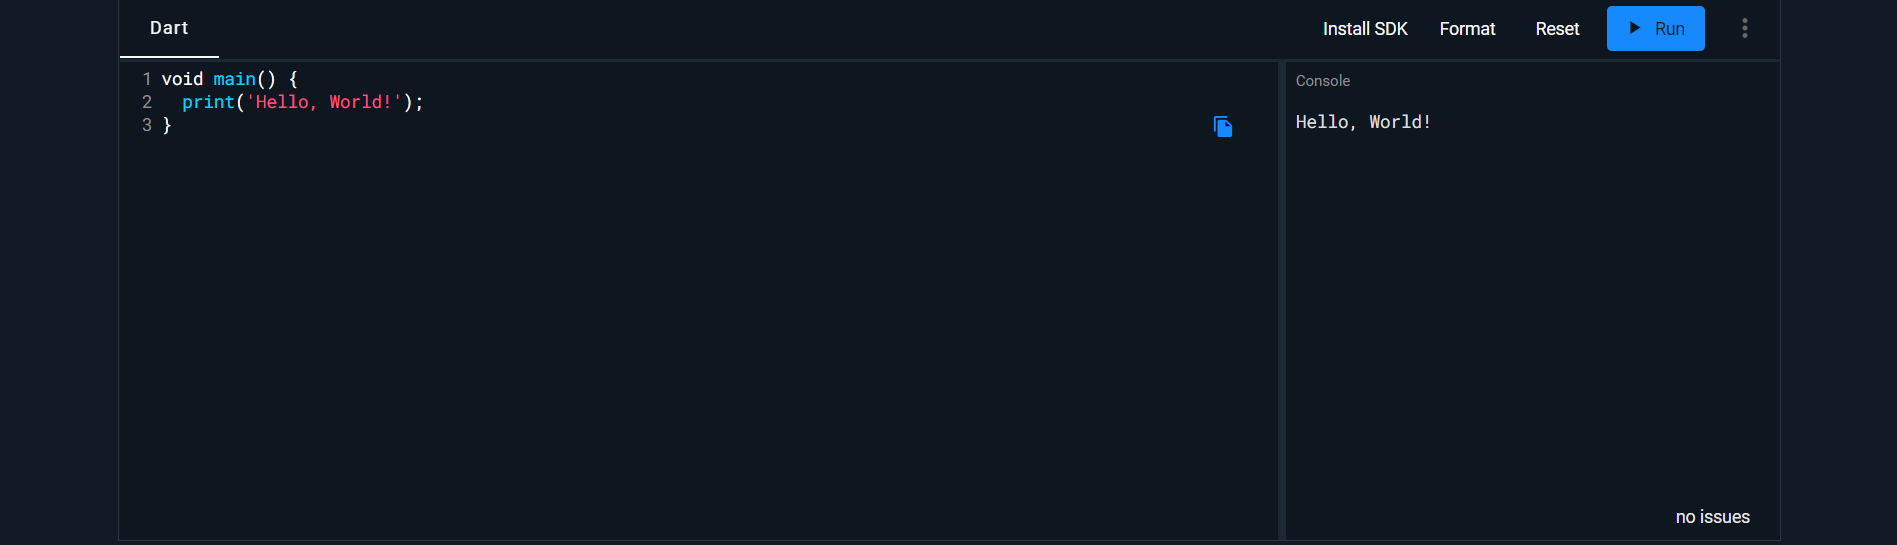 Dart
Install SDK Format Reset Run
1 void main() {
2   print('Hello, World!');
3 }
Console
Hello, World!
no issues